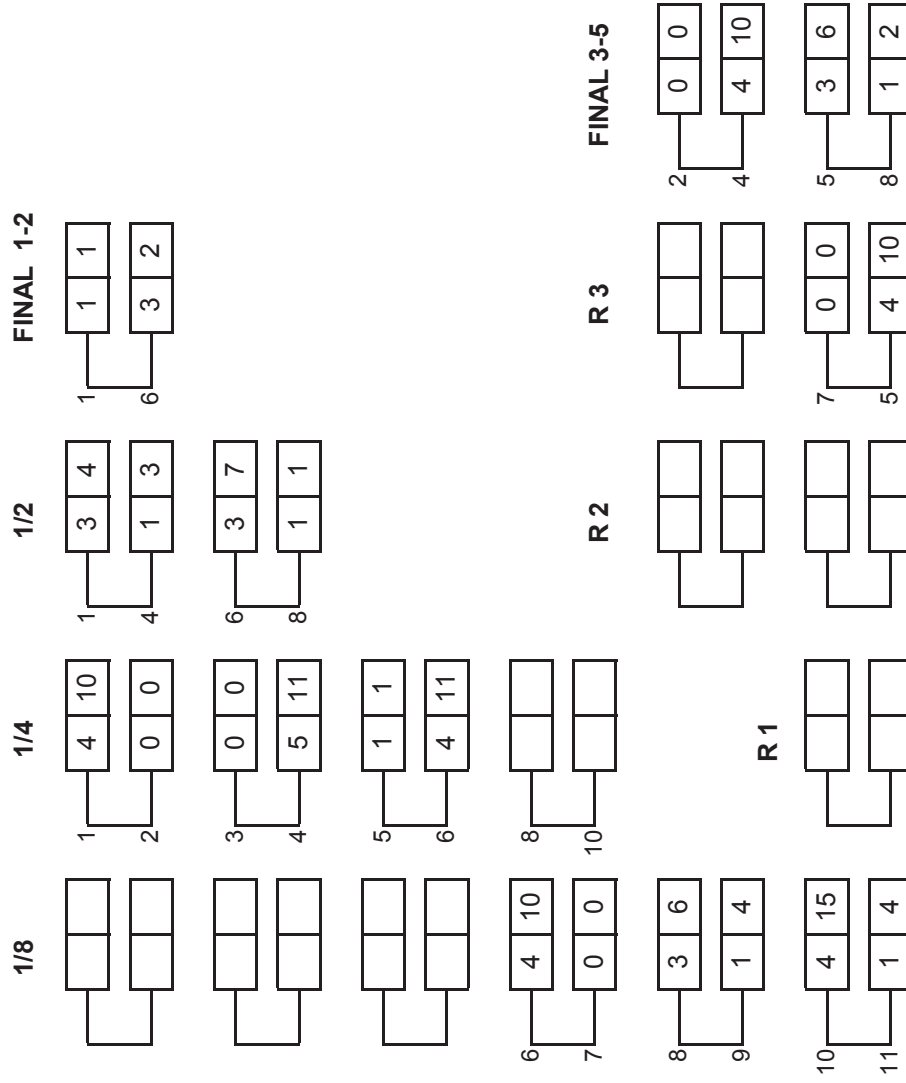 1/8 1/4 1/2 FINAL 1-2
1 4 10 1 3 4 1 1 1
2 0 0 4 1 3 6 3 2
3 0 0 6 3 7
4 5 11 8 1 1
5 1 1
6 4 11
6 4 10 8
7 0 0 10
R 2 R 3 FINAL 3-5
8 3 6 2 0 0
9 1 4 4 4 10
R 1
10 4 15 7 0 0 5 3 6
11 1 4 5 4 10 8 1 2